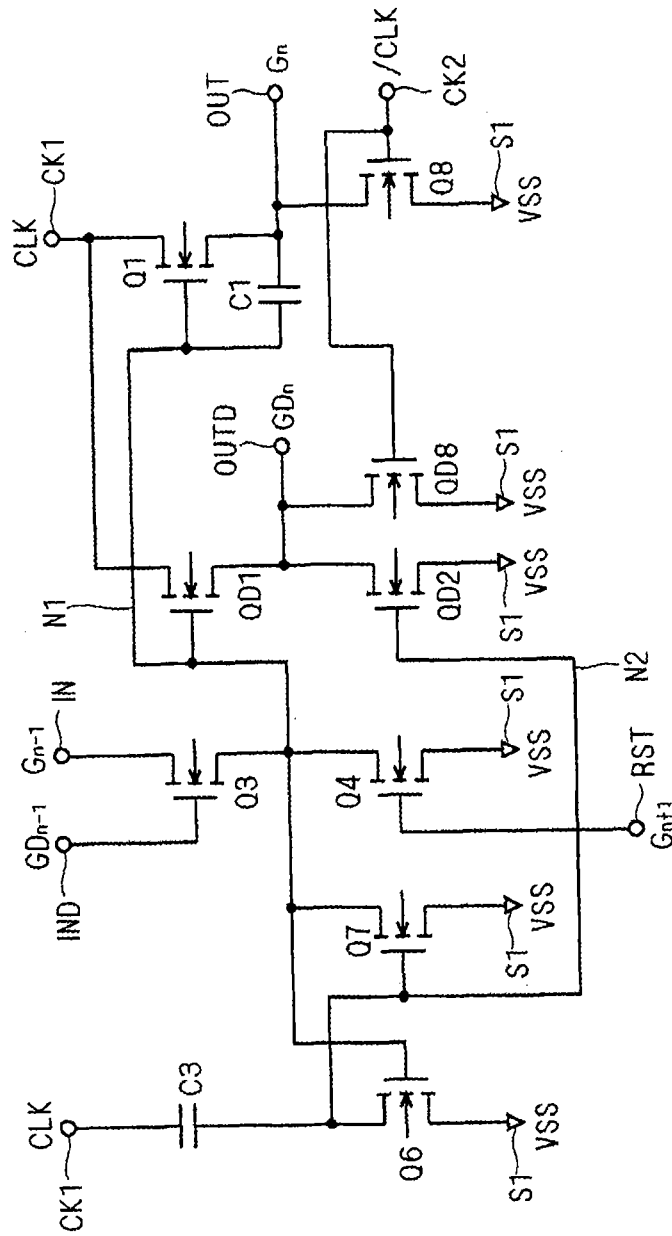 CLK
CK1
OUT
Gₙ
/CLK
CK2
Q1
C1
Q8
S1
VSS
OUTD
GDₙ
N1
QD1
QD8
S1
VSS
QD2
S1
VSS
N2
Gₙ₋₁
IN
GDₙ₋₁
IND
Q3
Q4
S1
VSS
RST
Gₙ₊₁
Q7
S1
VSS
CLK
CK1
C3
Q6
S1
VSS